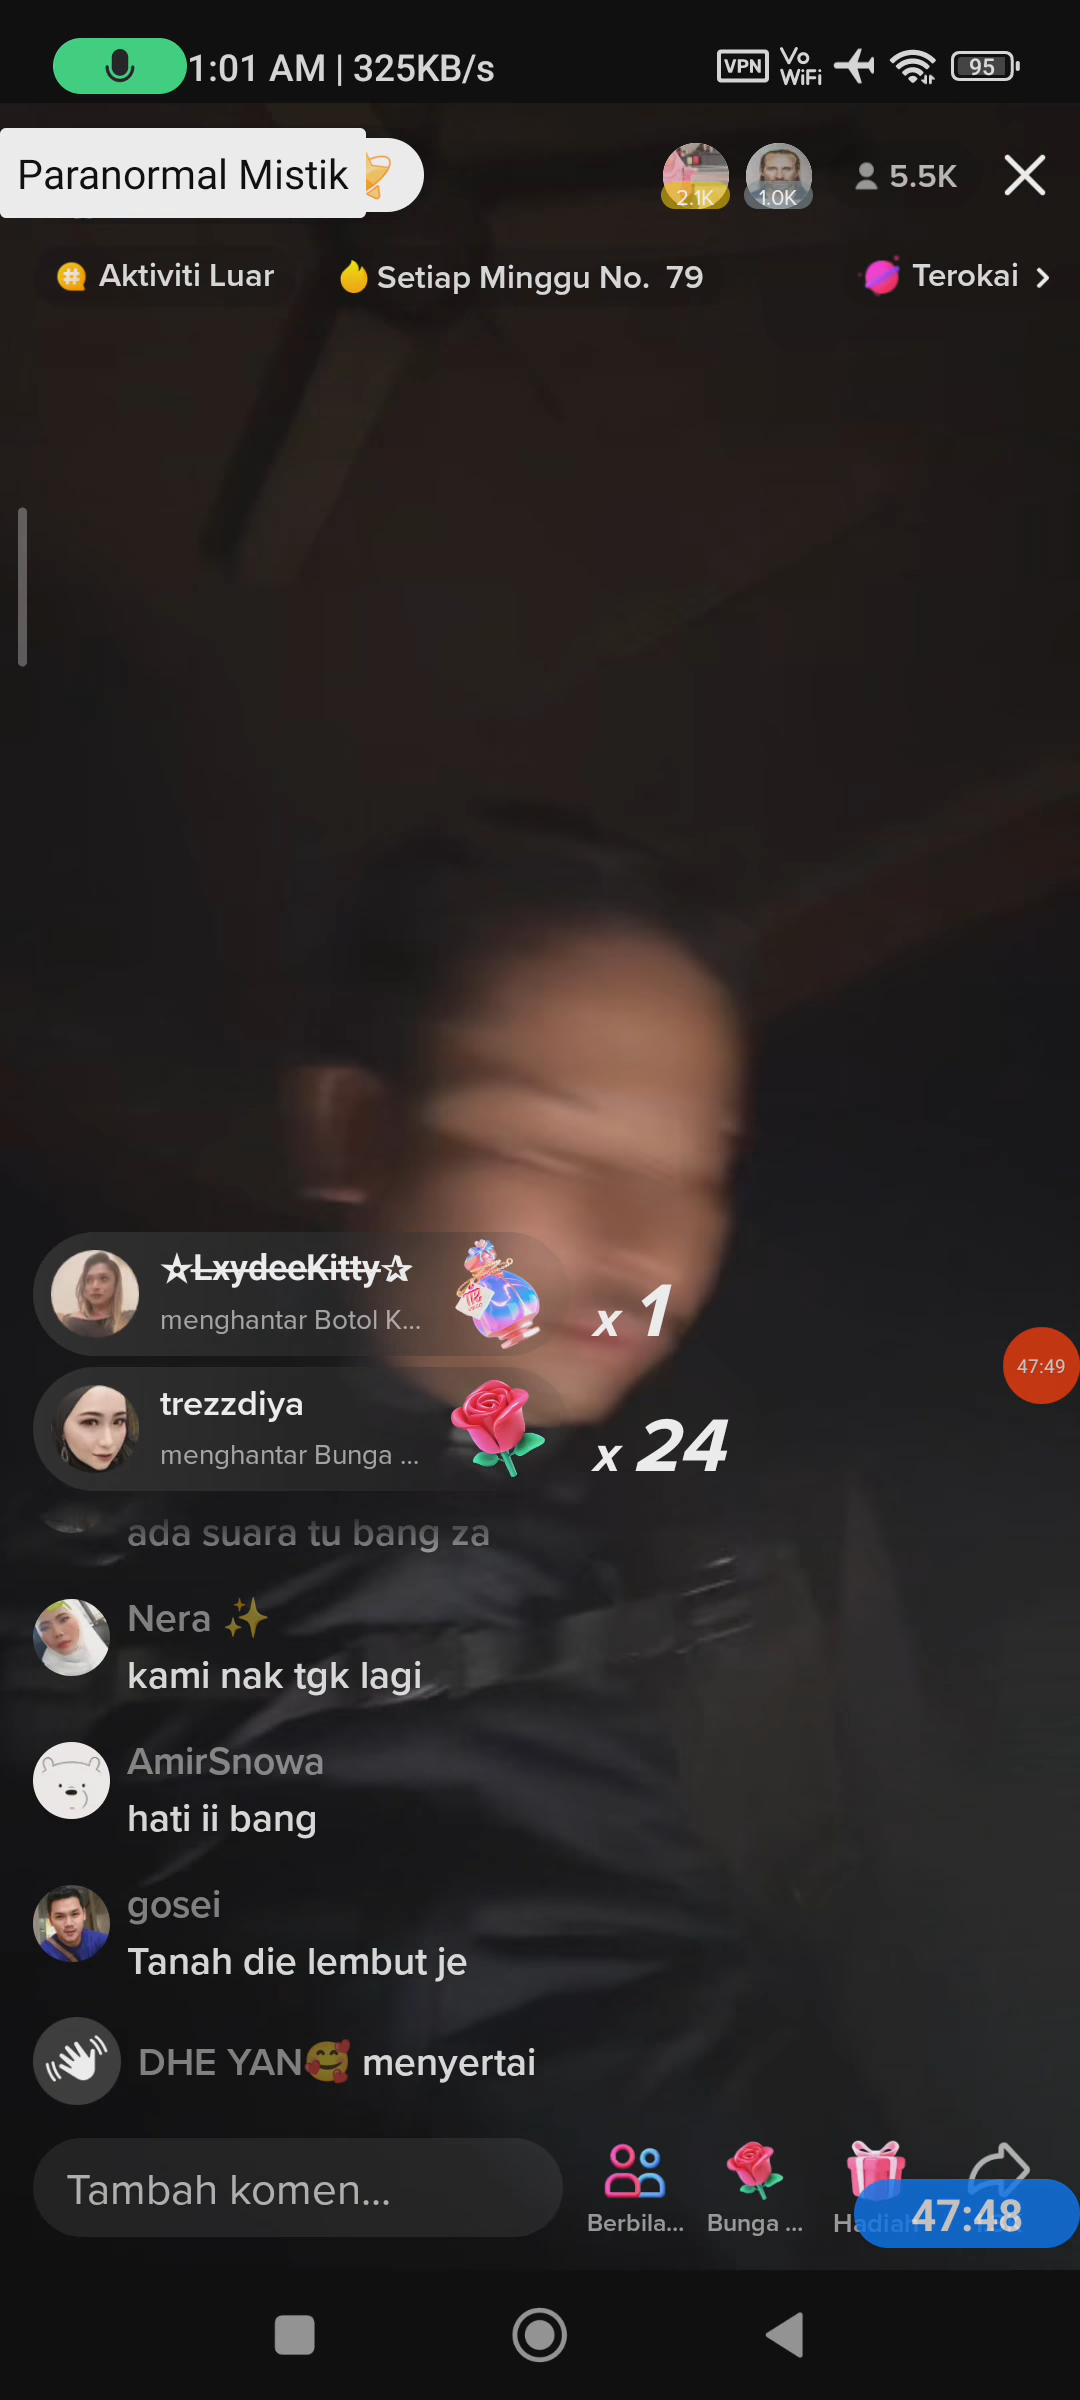 1:01 AM | 325KB/s
VPN
Vo
WiFi
95
Paranormal Mistik
2.1K
1.0K
5.5K
Aktiviti Luar
Setiap Minggu No. 79
Terokai
☆LxydeeKitty☆
menghantar Botol K...
x 1
47:49
trezzdiya
menghantar Bunga ...
x 24
ada suara tu bang za
Nera ✨
kami nak tgk lagi
AmirSnowa
hati ii bang
gosei
Tanah die lembut je
DHE YAN🥰 menyertai
Tambah komen...
Berbila...
Bunga ...
Hadiah
47:48